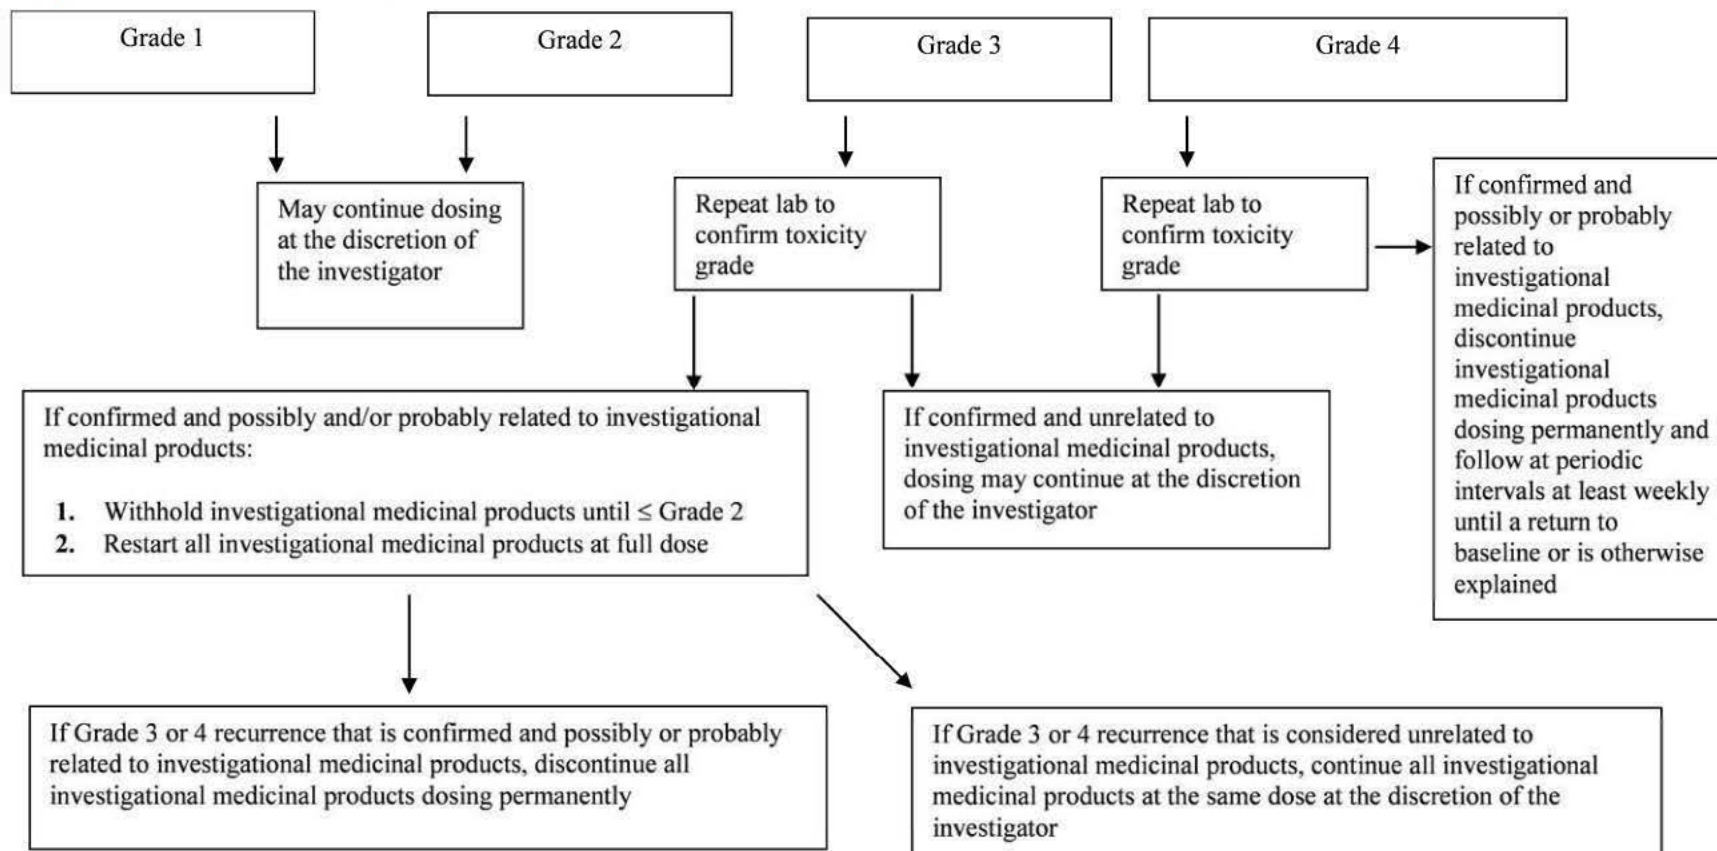 Grade 1
Grade 2
Grade 3
Grade 4
May continue dosing
at the discretion of
the investigator
Repeat lab to
confirm toxicity
grade
Repeat lab to
confirm toxicity
grade
If confirmed and
possibly or probably
related to
investigational
medicinal products,
discontinue
investigational
medicinal products
dosing permanently and
follow at periodic
intervals at least weekly
until a return to
baseline or is otherwise
explained
If confirmed and possibly and/or probably related to investigational
medicinal products:
1. Withhold investigational medicinal products until ≤ Grade 2
2. Restart all investigational medicinal products at full dose
If confirmed and unrelated to
investigational medicinal products,
dosing may continue at the discretion
of the investigator
If Grade 3 or 4 recurrence that is confirmed and possibly or probably
related to investigational medicinal products, discontinue all
investigational medicinal products dosing permanently
If Grade 3 or 4 recurrence that is considered unrelated to
investigational medicinal products, continue all investigational
medicinal products at the same dose at the discretion of the
investigator